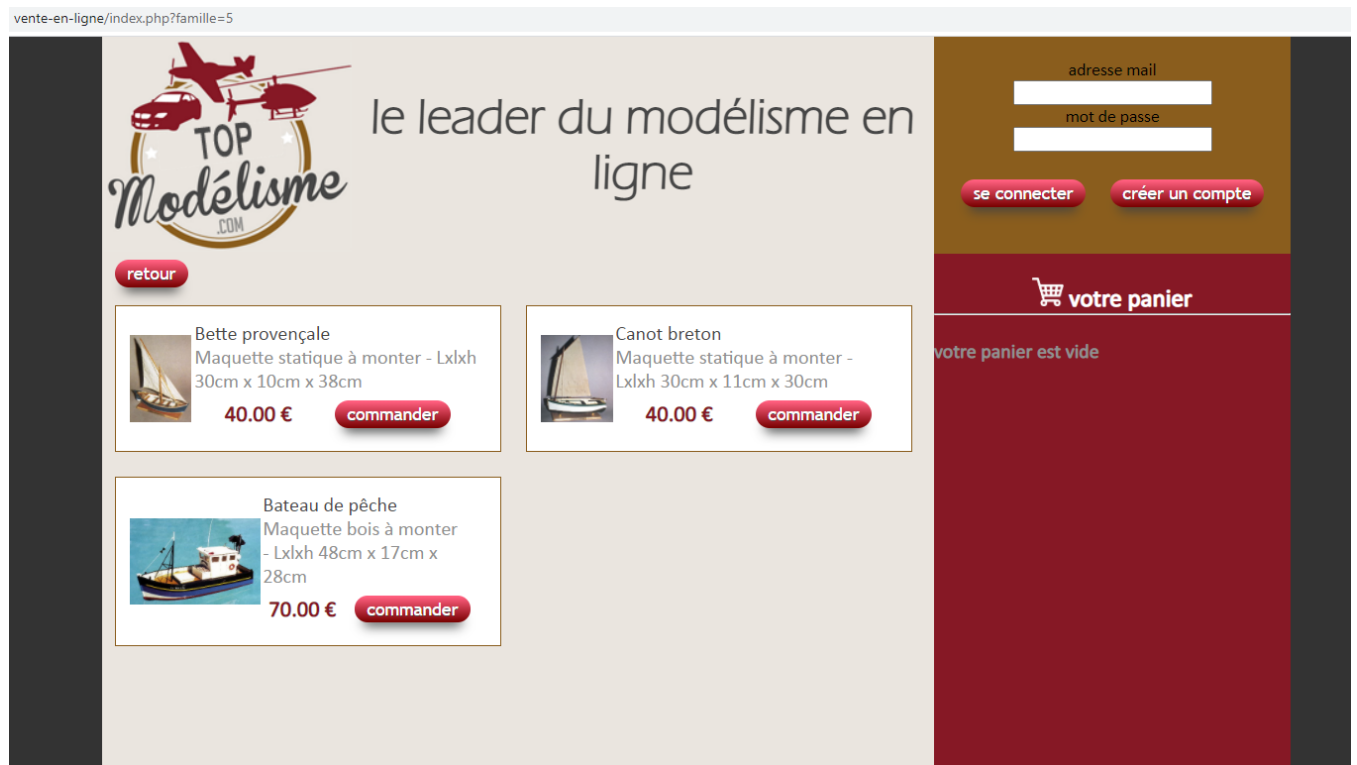 vente-en-ligne/index.php?famille=5
TOP
Modélisme
.COM
le leader du modélisme en
ligne
adresse mail
mot de passe
se connecter
créer un compte
retour
votre panier
votre panier est vide
Bette provençale
Maquette statique à monter - Lxlxh
30cm x 10cm x 38cm
40.00 €
commander
Canot breton
Maquette statique à monter -
Lxlxh 30cm x 11cm x 30cm
40.00 €
commander
Bateau de pêche
Maquette bois à monter
- Lxlxh 48cm x 17cm x
28cm
70.00 €
commander